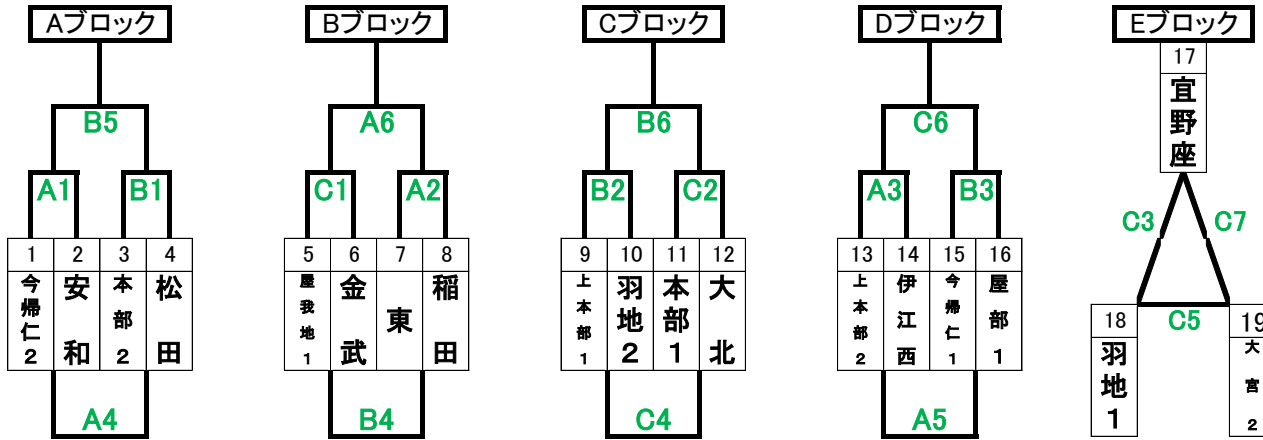 Aブロック
Bブロック
Cブロック
Dブロック
Eブロック
B5
A6
B6
C6
A1
B1
C1
A2
B2
C2
A3
B3
1
今帰仁2
2
安和
3
本部2
4
松田
5
屋我地1
6
金武
7
東
8
稲田
9
上本部1
10
羽地2
11
本部1
12
大北
13
上本部2
14
伊江西
15
今帰仁1
16
屋部1
A4
B4
C4
A5
17
宜野座
C3
C7
C5
18
羽地1
19
大宮2